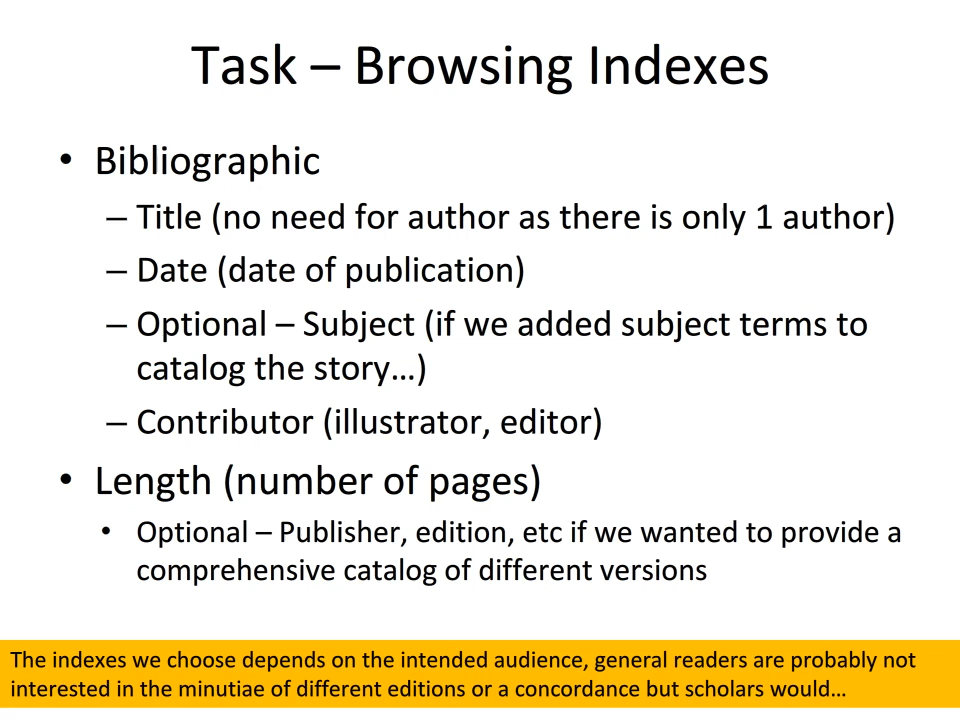 Task – Browsing Indexes
• Bibliographic
– Title (no need for author as there is only 1 author)
– Date (date of publication)
– Optional – Subject (if we added subject terms to
catalog the story…)
– Contributor (illustrator, editor)
• Length (number of pages)
• Optional – Publisher, edition, etc if we wanted to provide a
comprehensive catalog of different versions
The indexes we choose depends on the intended audience, general readers are probably not
interested in the minutiae of different editions or a concordance but scholars would…